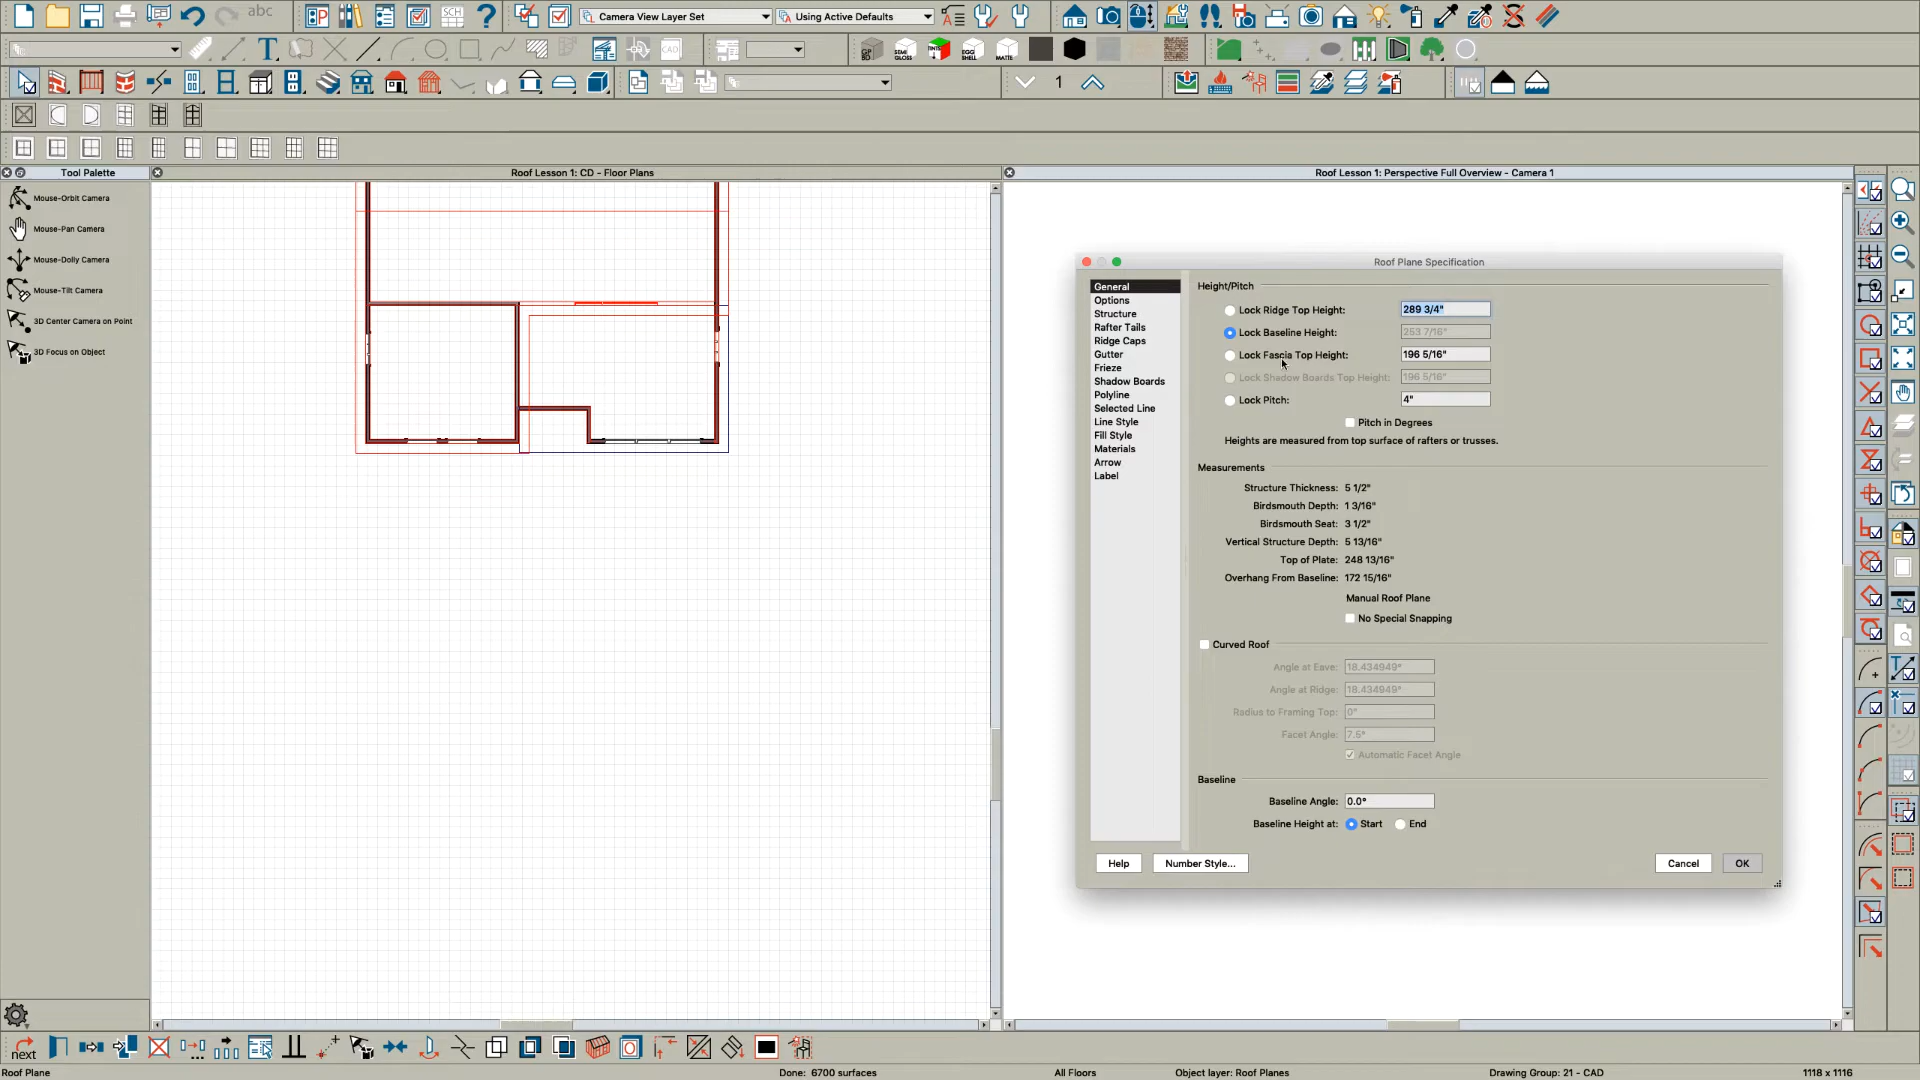 abc
Camera View Layer Set
Using Active Defaults
SCH
CAD
1
Tool Palette
Roof Lesson 1: CD - Floor Plans
Roof Lesson 1: Perspective Full Overview - Camera 1
Mouse-Orbit Camera
Mouse-Pan Camera
Mouse-Dolly Camera
Mouse-Tilt Camera
3D Center Camera on Point
3D Focus on Object
Roof Plane Specification
General
Options
Structure
Rafter Tails
Ridge Caps
Gutter
Frieze
Shadow Boards
Polyline
Selected Line
Line Style
Fill Style
Materials
Arrow
Label
Height/Pitch
Lock Ridge Top Height: 289 3/4"
Lock Baseline Height: 253 7/16"
Lock Fascia Top Height: 196 5/16"
Lock Shadow Boards Top Height: 196 5/16"
Lock Pitch: 4"
Pitch in Degrees
Heights are measured from top surface of rafters or trusses.
Measurements
Structure Thickness: 5 1/2"
Birdsmouth Depth: 1 3/16"
Birdsmouth Seat: 3 1/2"
Vertical Structure Depth: 5 13/16"
Top of Plate: 248 13/16"
Overhang From Baseline: 172 15/16"
Manual Roof Plane
No Special Snapping
Curved Roof
Angle at Eave: 18.434949°
Angle at Ridge: 18.434949°
Radius to Framing Top: 0"
Facet Angle: 7.5°
Automatic Facet Angle
Baseline
Baseline Angle: 0.0°
Baseline Height at: Start End
Help
Number Style...
Cancel
OK
next
Roof Plane
Done: 6700 surfaces
All Floors
Object layer: Roof Planes
Drawing Group: 21 - CAD
1118 x 1116